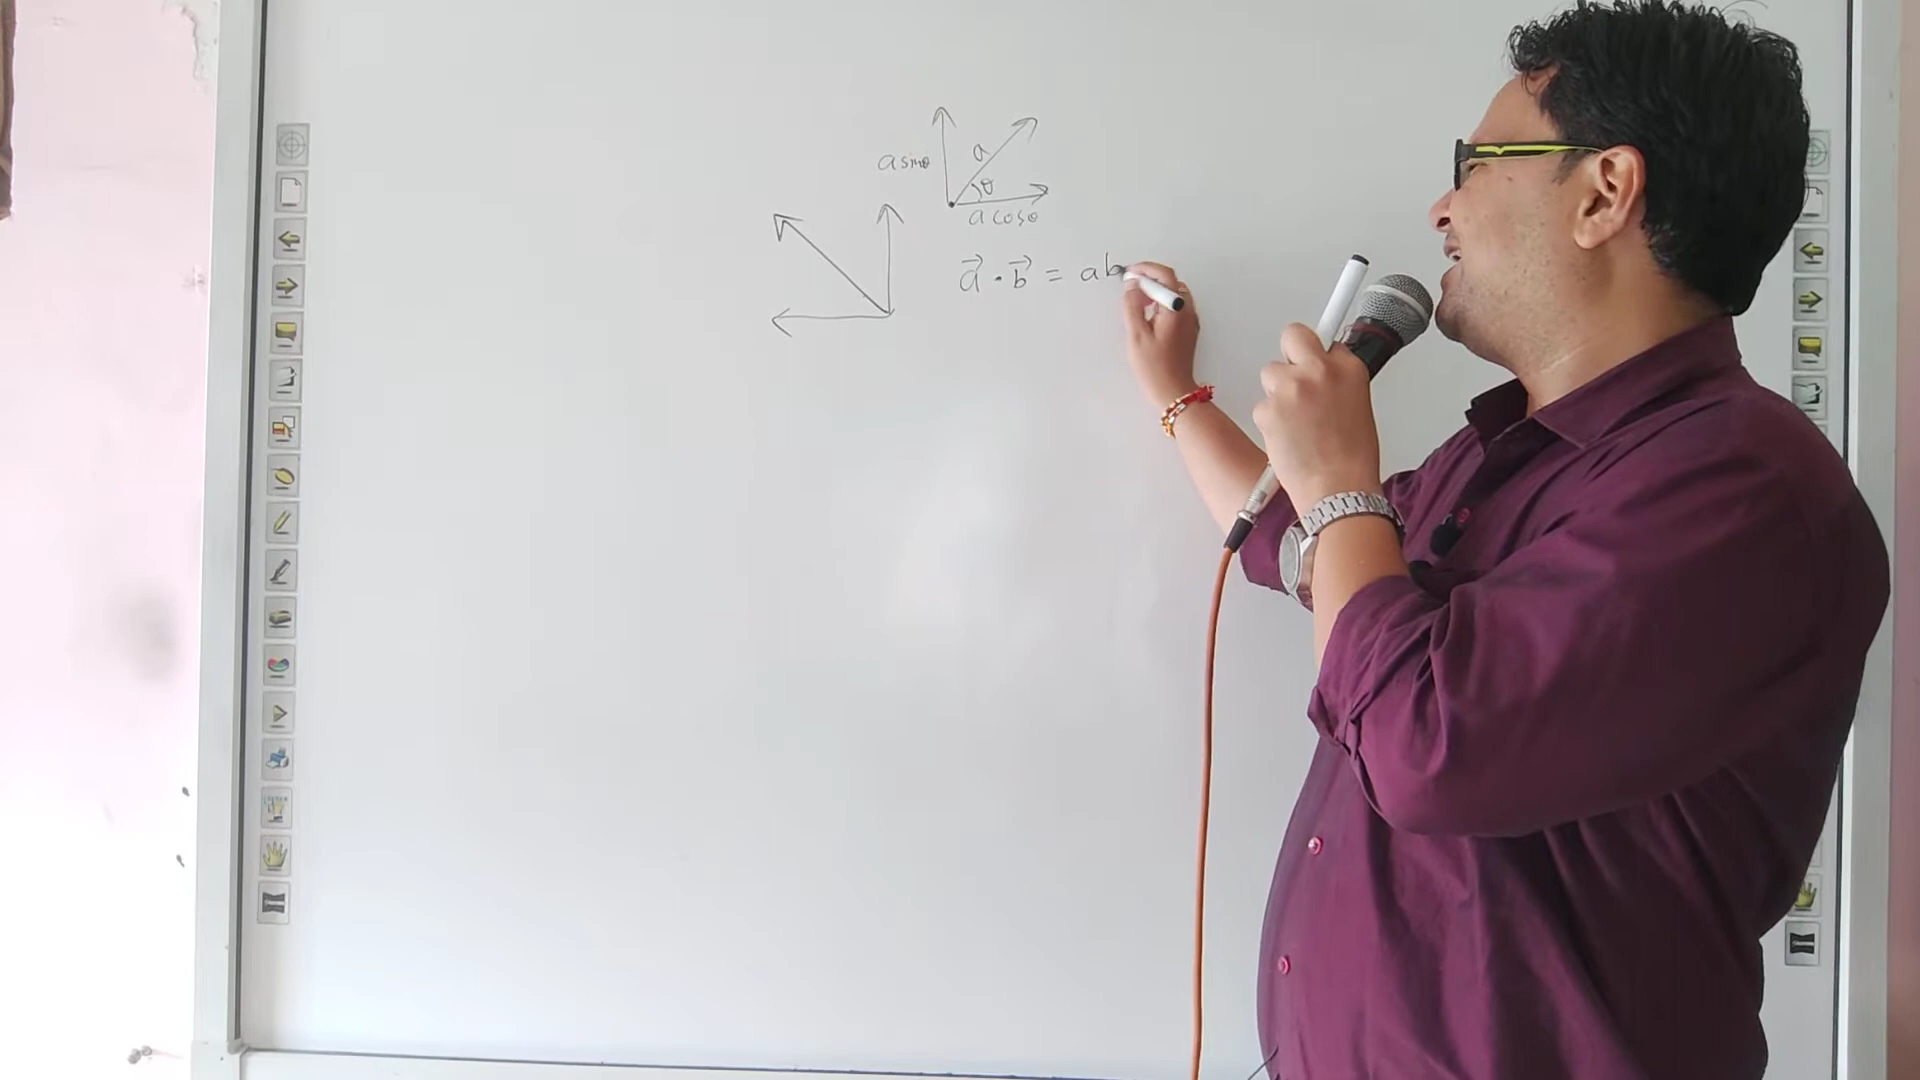 a sinθ
a
θ
a cosθ
a⃗ · b⃗ = ab